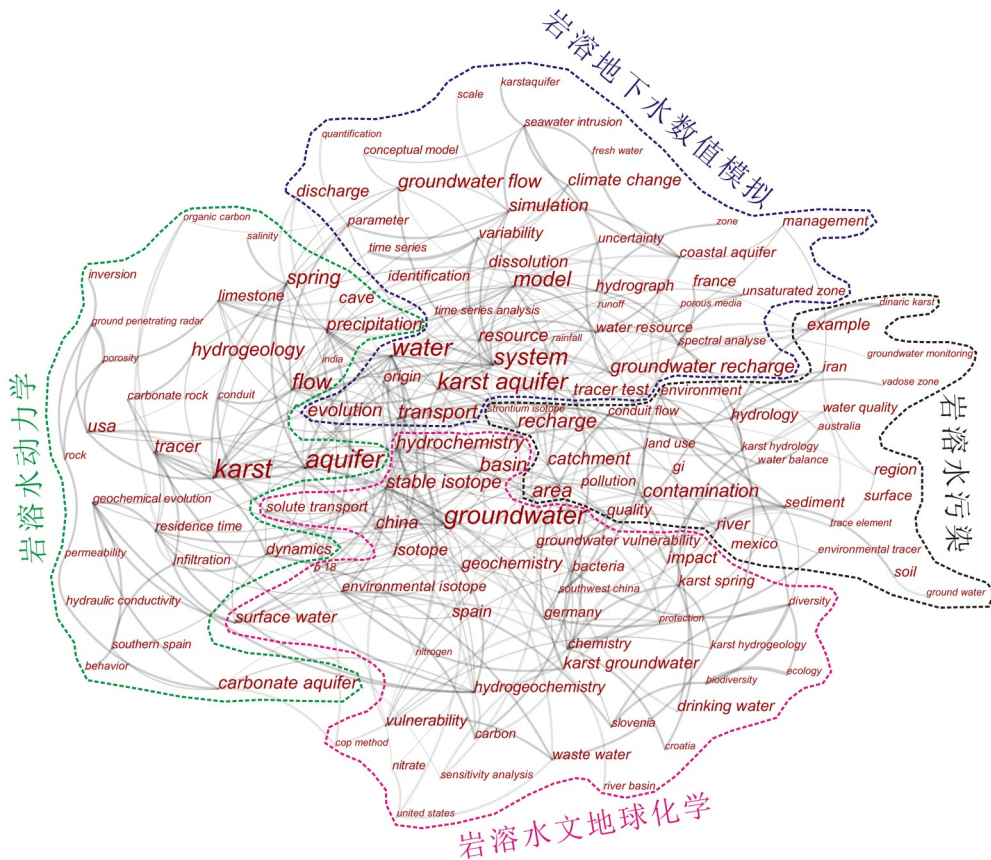 岩溶地下水数值模拟
karstaquifer
scale
seawater intrusion
quantification
conceptual model
fresh water
groundwater flow
climate change
discharge
simulation
organic carbon
parameter
zone
management
salinity
variability
uncertainty
time series
coastal aquifer
dissolution
inversion
spring
identification
model
hydrograph
france
unsaturated zone
limestone
cave
runoff
porous media
dinaric karst
time series analysis
ground penetrating radar
precipitation
resource
rainfall
water resource
spectral analyse
example
hydrogeology
water
system
groundwater monitoring
porosity
india
flow
origin
karst aquifer
groundwater recharge
iran
vadose zone
carbonate rock
conduit
tracer test
environment
evolution
transport
strontium isotope
conduit flow
hydrology
water quality
usa
recharge
australia
岩溶水动力学
tracer
hydrochemistry
land use
karst hydrology
rock
karst
aquifer
basin
catchment
gi
water balance
岩溶水污染
stable isotope
pollution
region
area
contamination
geochemical evolution
solute transport
groundwater
quality
sediment
surface
residence time
china
river
trace element
permeability
infiltration
dynamics
isotope
groundwater vulnerability
mexico
environmental tracer
δ 18
geochemistry
bacteria
impact
soil
hydraulic conductivity
environmental isotope
southwest china
karst spring
ground water
surface water
spain
germany
protection
diversity
southern spain
nitrogen
chemistry
karst hydrogeology
behavior
karst groundwater
ecology
carbonate aquifer
hydrogeochemistry
biodiversity
drinking water
vulnerability
slovenia
cop method
carbon
croatia
nitrate
waste water
sensitivity analysis
river basin
united states
岩溶水文地球化学